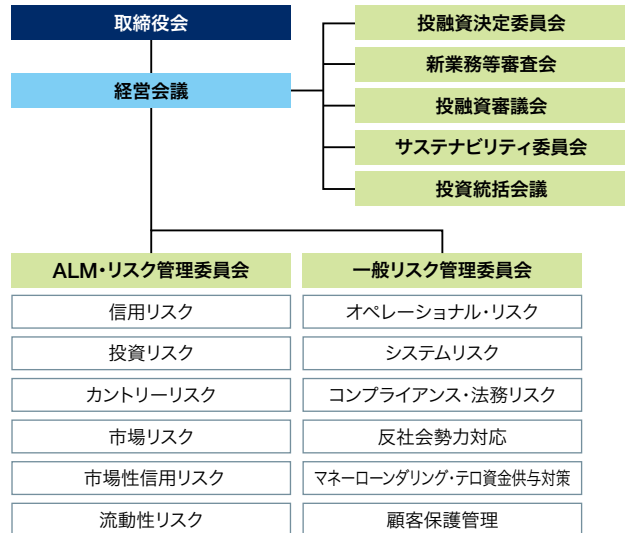 取締役会
経営会議
投融資決定委員会
新業務等審査会
投融資審議会
サステナビリティ委員会
投資統括会議
ALM・リスク管理委員会
信用リスク
投資リスク
カントリーリスク
市場リスク
市場性信用リスク
流動性リスク
一般リスク管理委員会
オペレーショナル・リスク
システムリスク
コンプライアンス・法務リスク
反社会勢力対応
マネーローンダリング・テロ資金供与対策
顧客保護管理